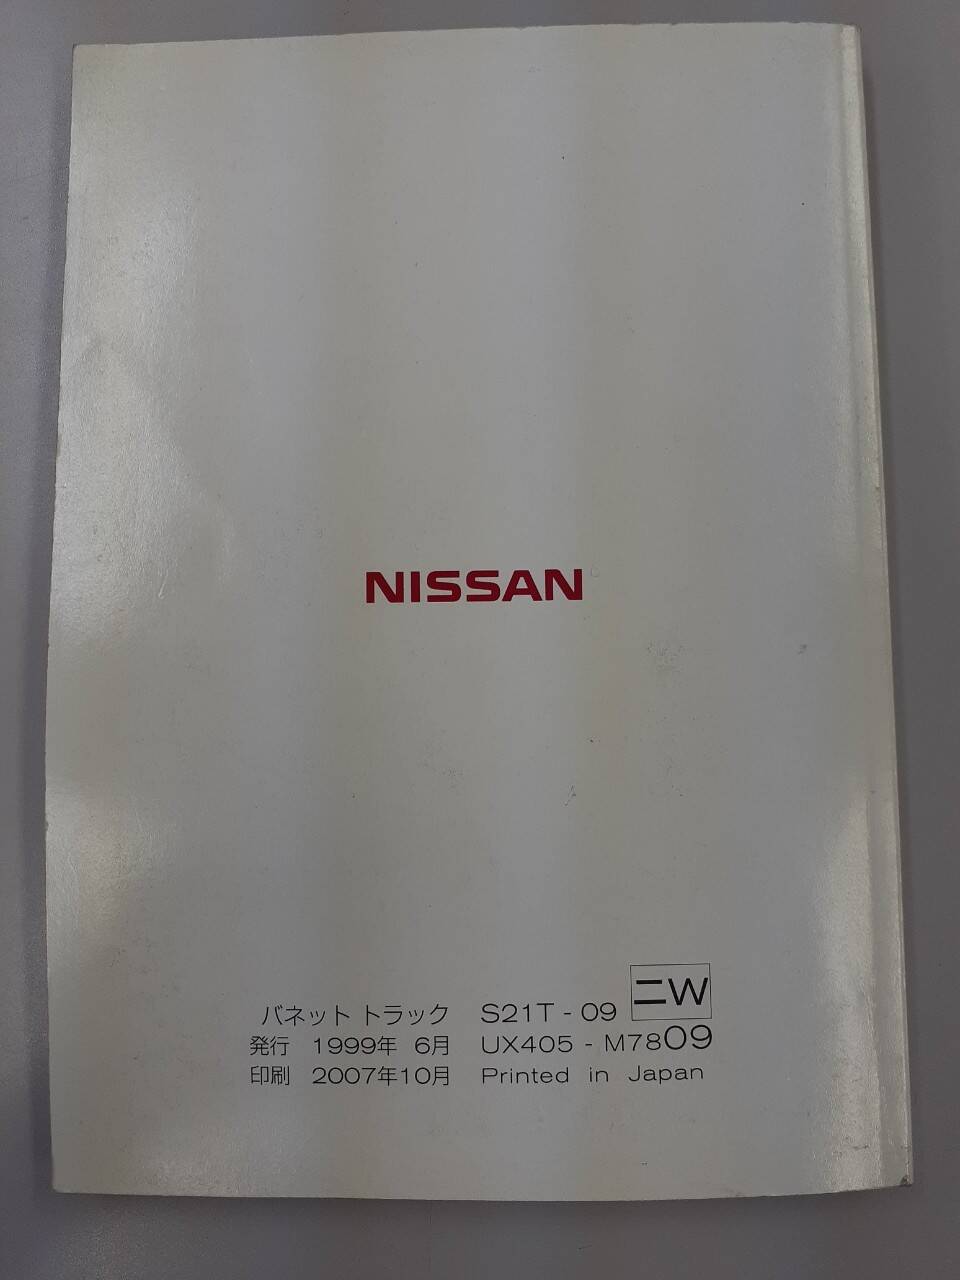 NISSAN
バネット トラック S21T - 09 ニW
発行 1999年 6月 UX405 - M7809
印刷 2007年10月 Printed in Japan